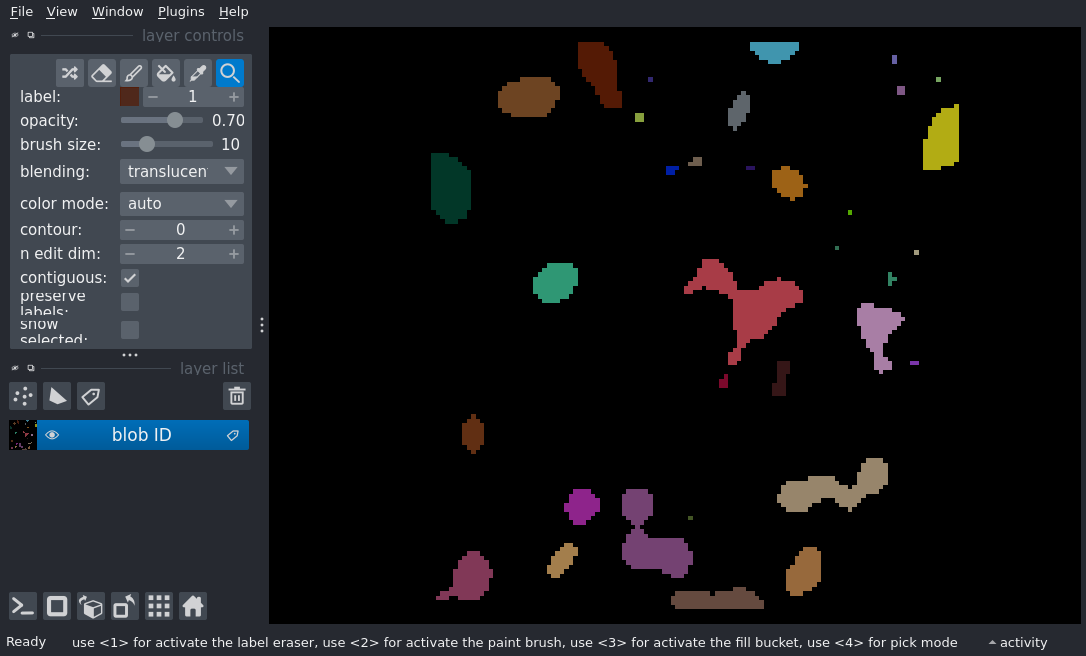 File View Window Plugins Help
layer controls
label: 1
opacity: 0.70
brush size: 10
blending: translucen
color mode: auto
contour: 0
n edit dim: 2
contiguous:
preserve
labels:
show
selected:
layer list
blob ID
Ready use <1> for activate the label eraser, use <2> for activate the paint brush, use <3> for activate the fill bucket, use <4> for pick mode activity